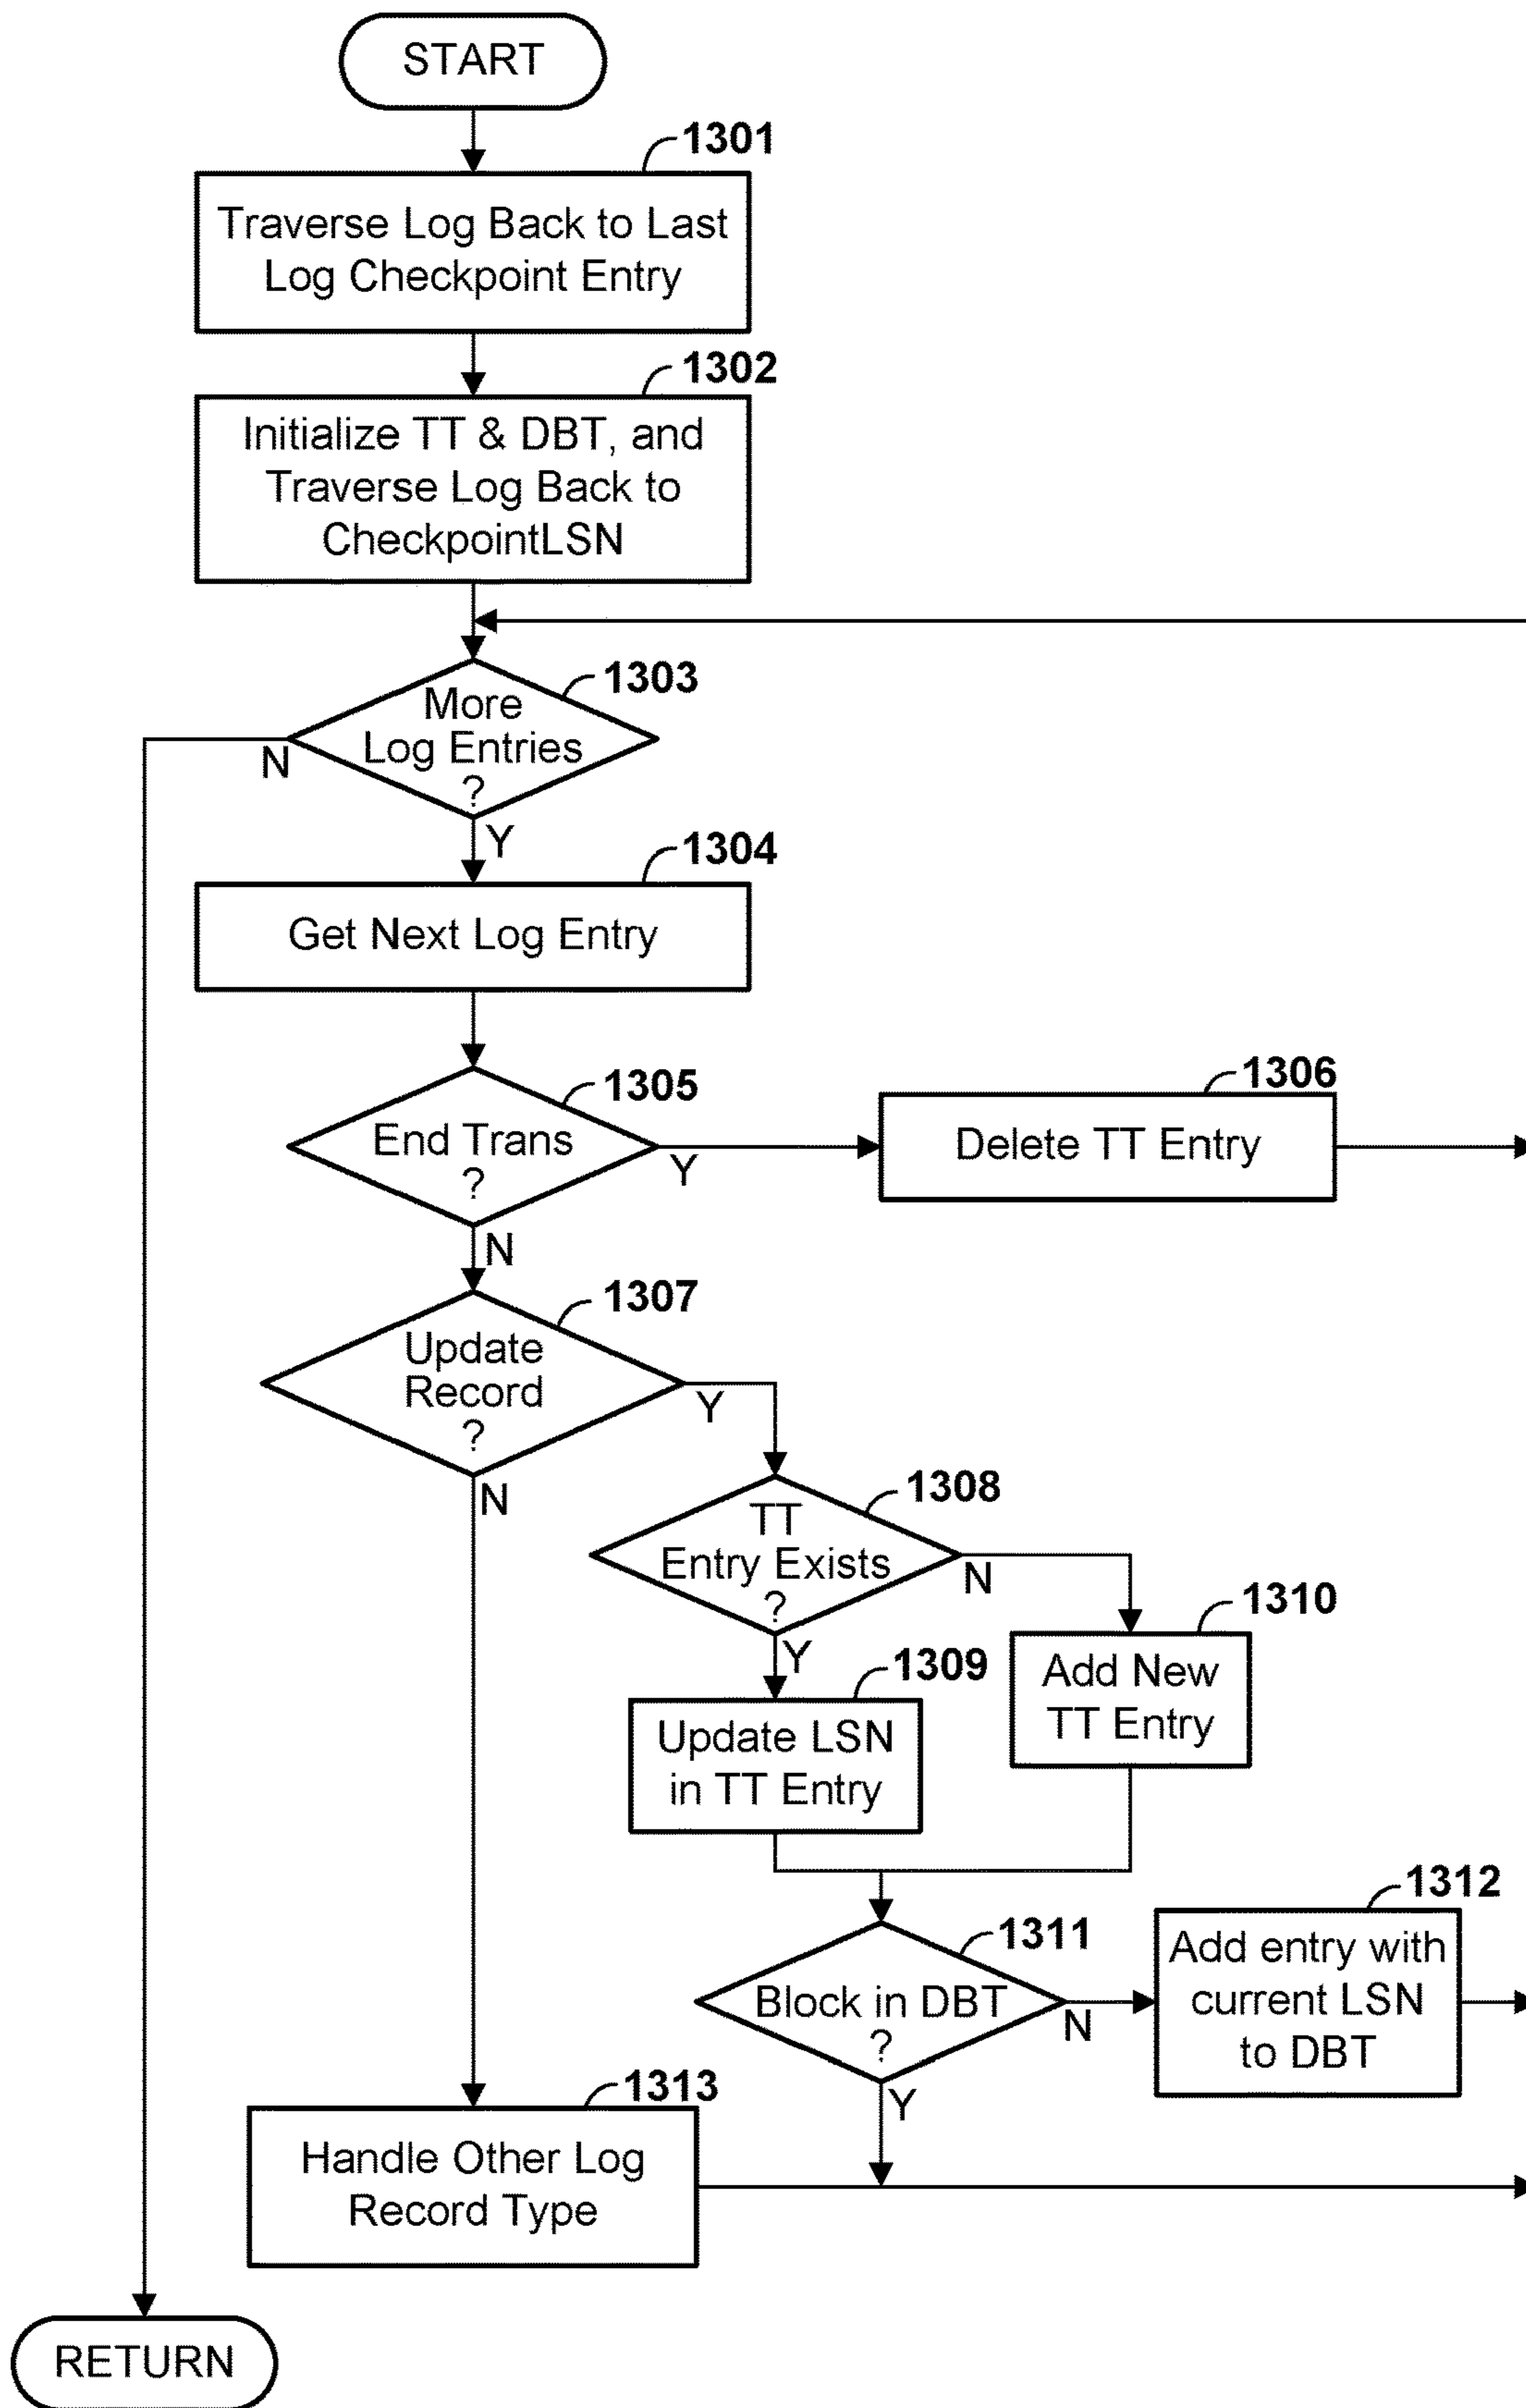 START
1301
Traverse Log Back to Last
Log Checkpoint Entry
1302
Initialize TT & DBT, and
Traverse Log Back to
CheckpointLSN
1303
More
Log Entries
?
N
Y
1304
Get Next Log Entry
1305
End Trans
?
Y
N
1306
Delete TT Entry
1307
Update
Record
?
Y
N
1308
TT
Entry Exists
?
N
Y
1309
Update LSN
in TT Entry
1310
Add New
TT Entry
1311
Block in DBT
?
N
Y
1312
Add entry with
current LSN
to DBT
1313
Handle Other Log
Record Type
RETURN